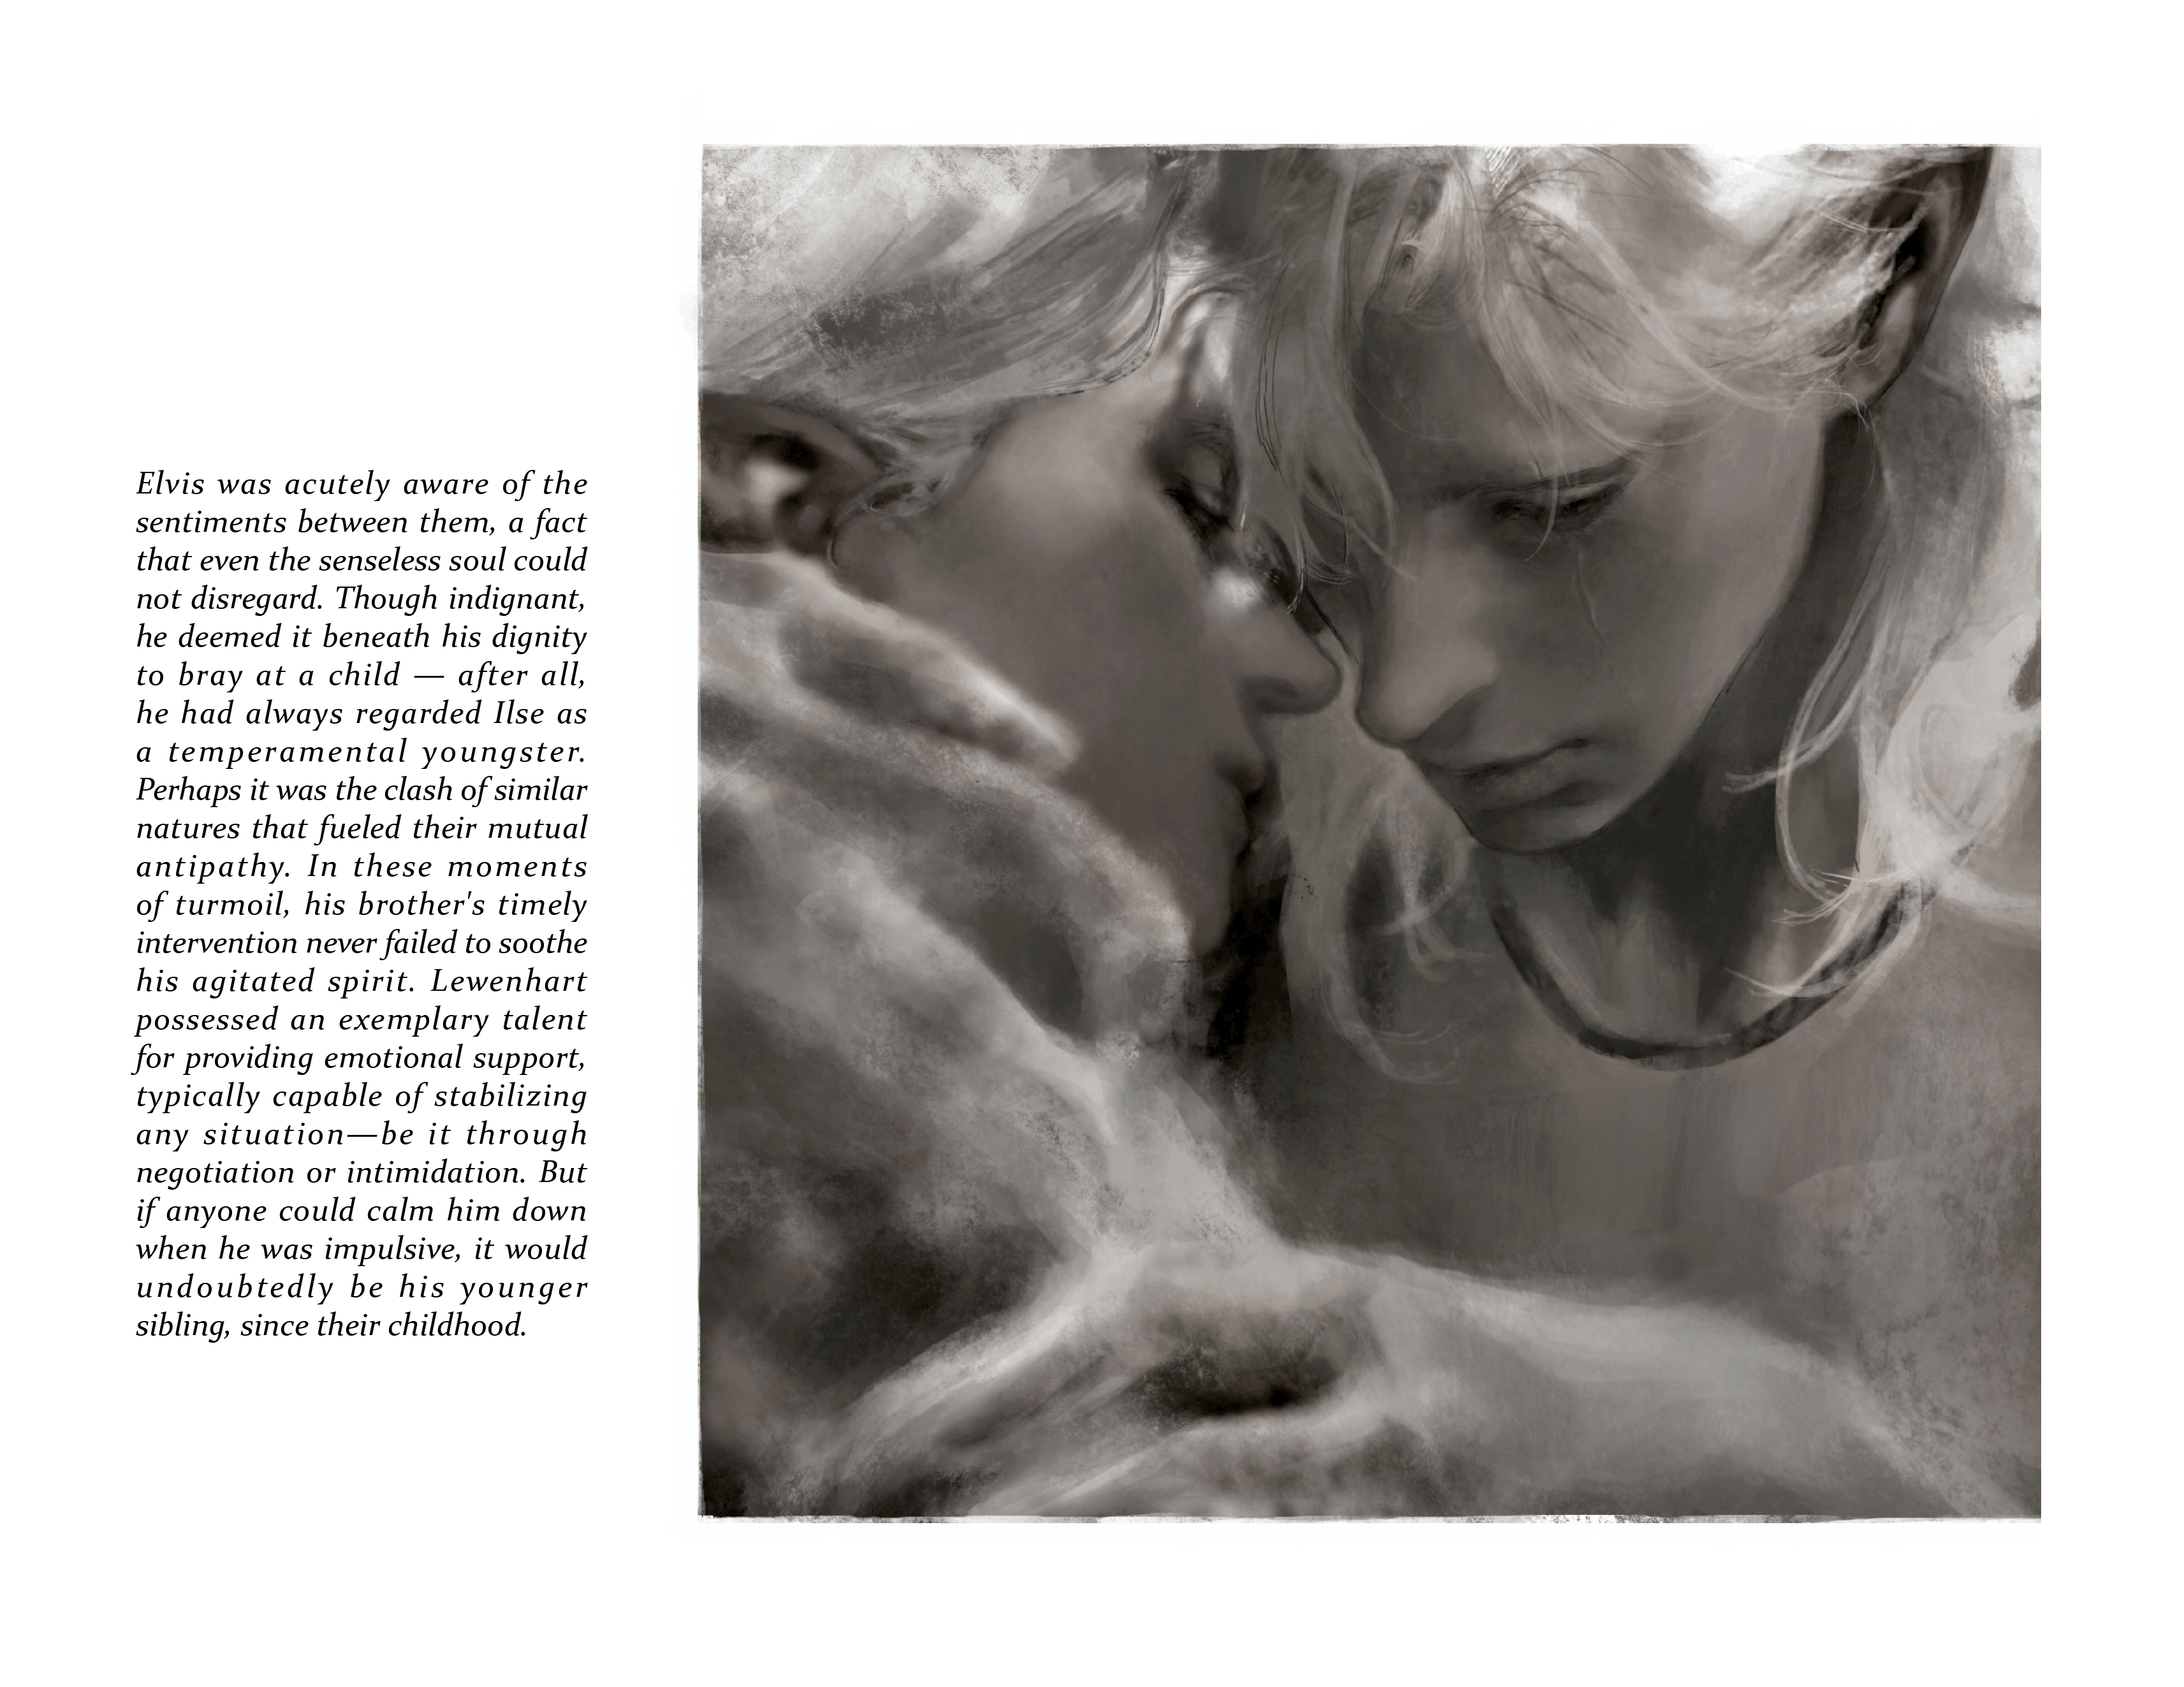 Elvis was acutely aware of the
sentiments between them, a fact
that even the senseless soul could
not disregard. Though indignant,
he deemed it beneath his dignity
to bray at a child — after all,
he had always regarded Ilse as
a temperamental youngster.
Perhaps it was the clash of similar
natures that fueled their mutual
antipathy. In these moments
of turmoil, his brother's timely
intervention never failed to soothe
his agitated spirit. Lewenhart
possessed an exemplary talent
for providing emotional support,
typically capable of stabilizing
any situation—be it through
negotiation or intimidation. But
if anyone could calm him down
when he was impulsive, it would
undoubtedly be his younger
sibling, since their childhood.